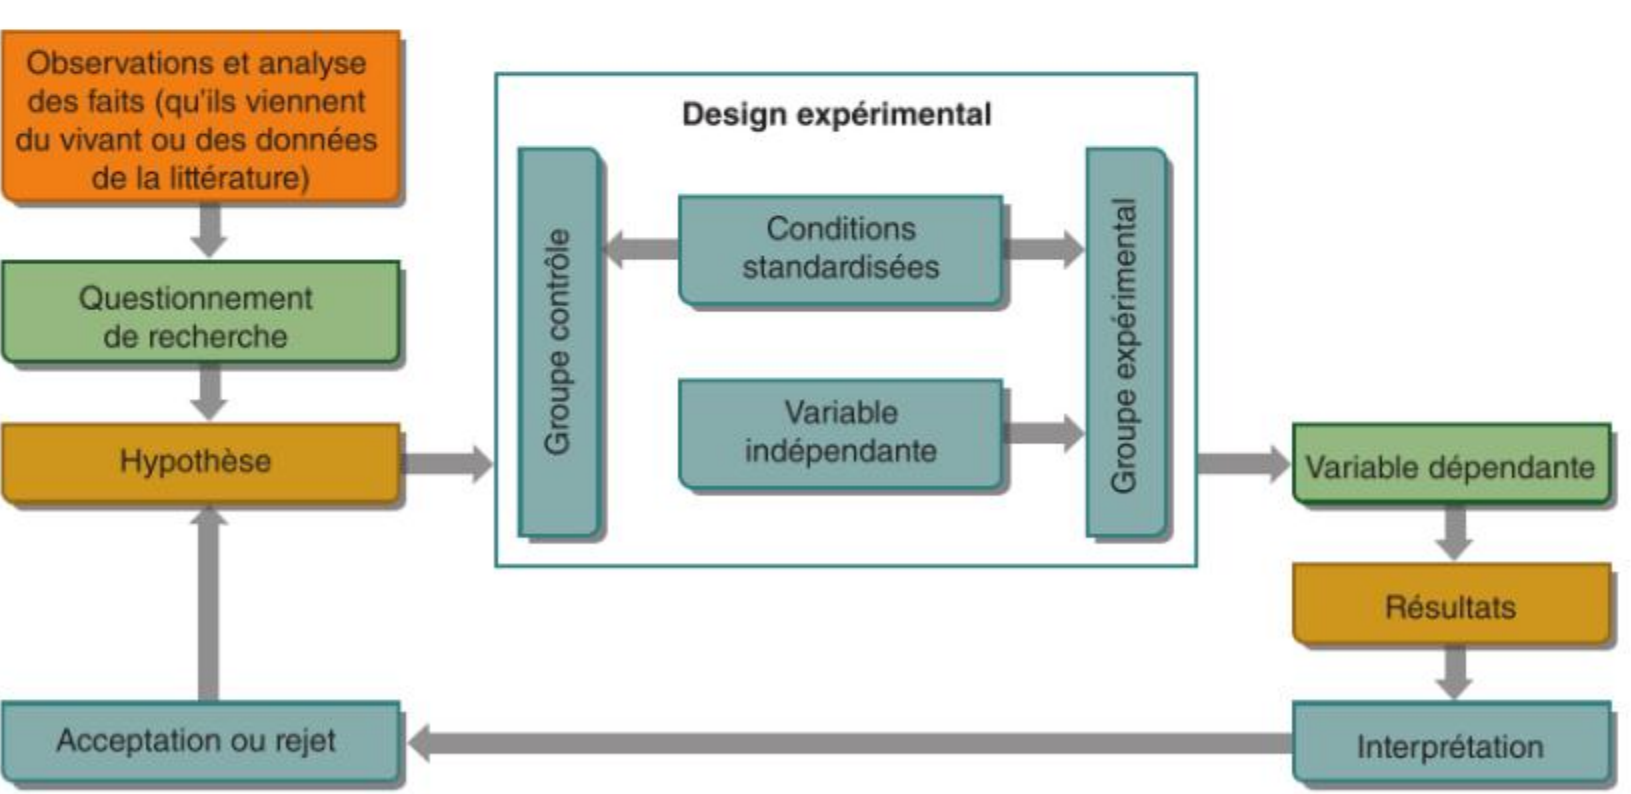 Observations et analyse
des faits (qu'ils viennent
du vivant ou des données
de la littérature)
Questionnement
de recherche
Hypothèse
Design expérimental
Groupe contrôle
Conditions
standardisées
Variable
indépendante
Groupe expérimental
Variable dépendante
Résultats
Interprétation
Acceptation ou rejet